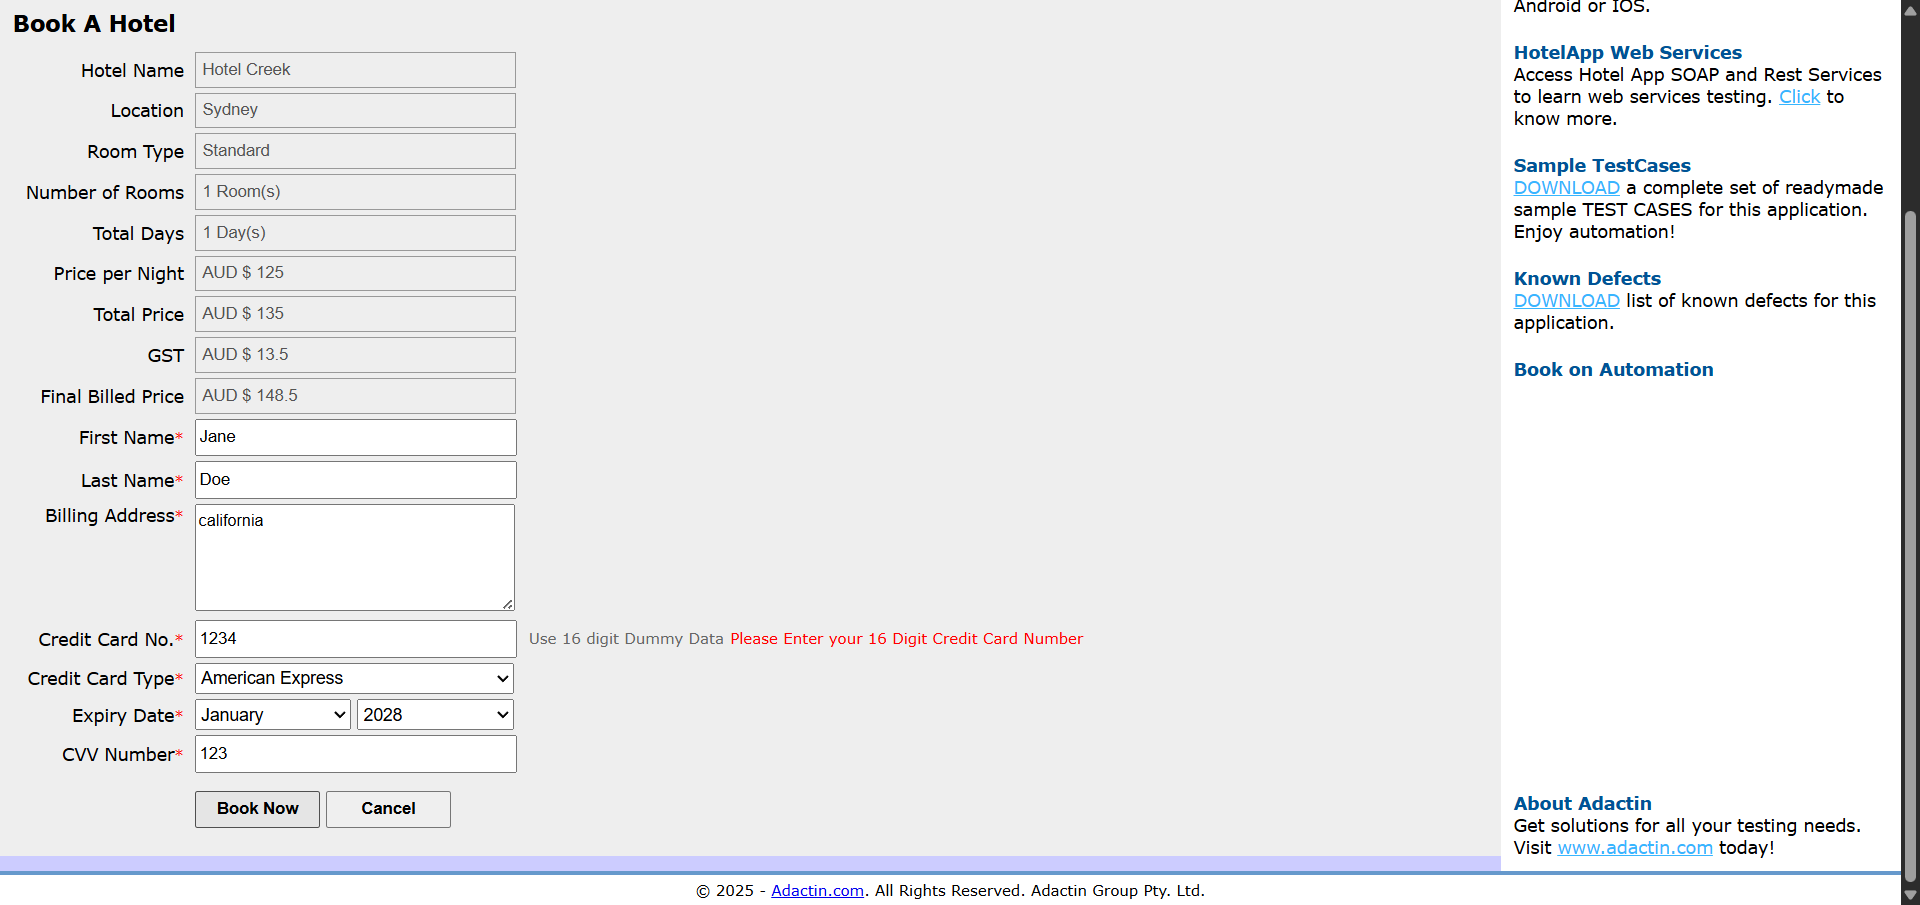 Book A Hotel
Hotel Name Hotel Creek
Location Sydney
Room Type Standard
Number of Rooms 1 Room(s)
Total Days 1 Day(s)
Price per Night AUD $ 125
Total Price AUD $ 135
GST AUD $ 13.5
Final Billed Price AUD $ 148.5
First Name* Jane
Last Name* Doe
Billing Address* california
Credit Card No.* 1234 Use 16 digit Dummy Data Please Enter your 16 Digit Credit Card Number
Credit Card Type* American Express
Expiry Date* January 2028
CVV Number* 123
Book Now Cancel
Android or IOS.
HotelApp Web Services
Access Hotel App SOAP and Rest Services
to learn web services testing. Click to
know more.
Sample TestCases
DOWNLOAD a complete set of readymade
sample TEST CASES for this application.
Enjoy automation!
Known Defects
DOWNLOAD list of known defects for this
application.
Book on Automation
About Adactin
Get solutions for all your testing needs.
Visit www.adactin.com today!
© 2025 - Adactin.com. All Rights Reserved. Adactin Group Pty. Ltd.